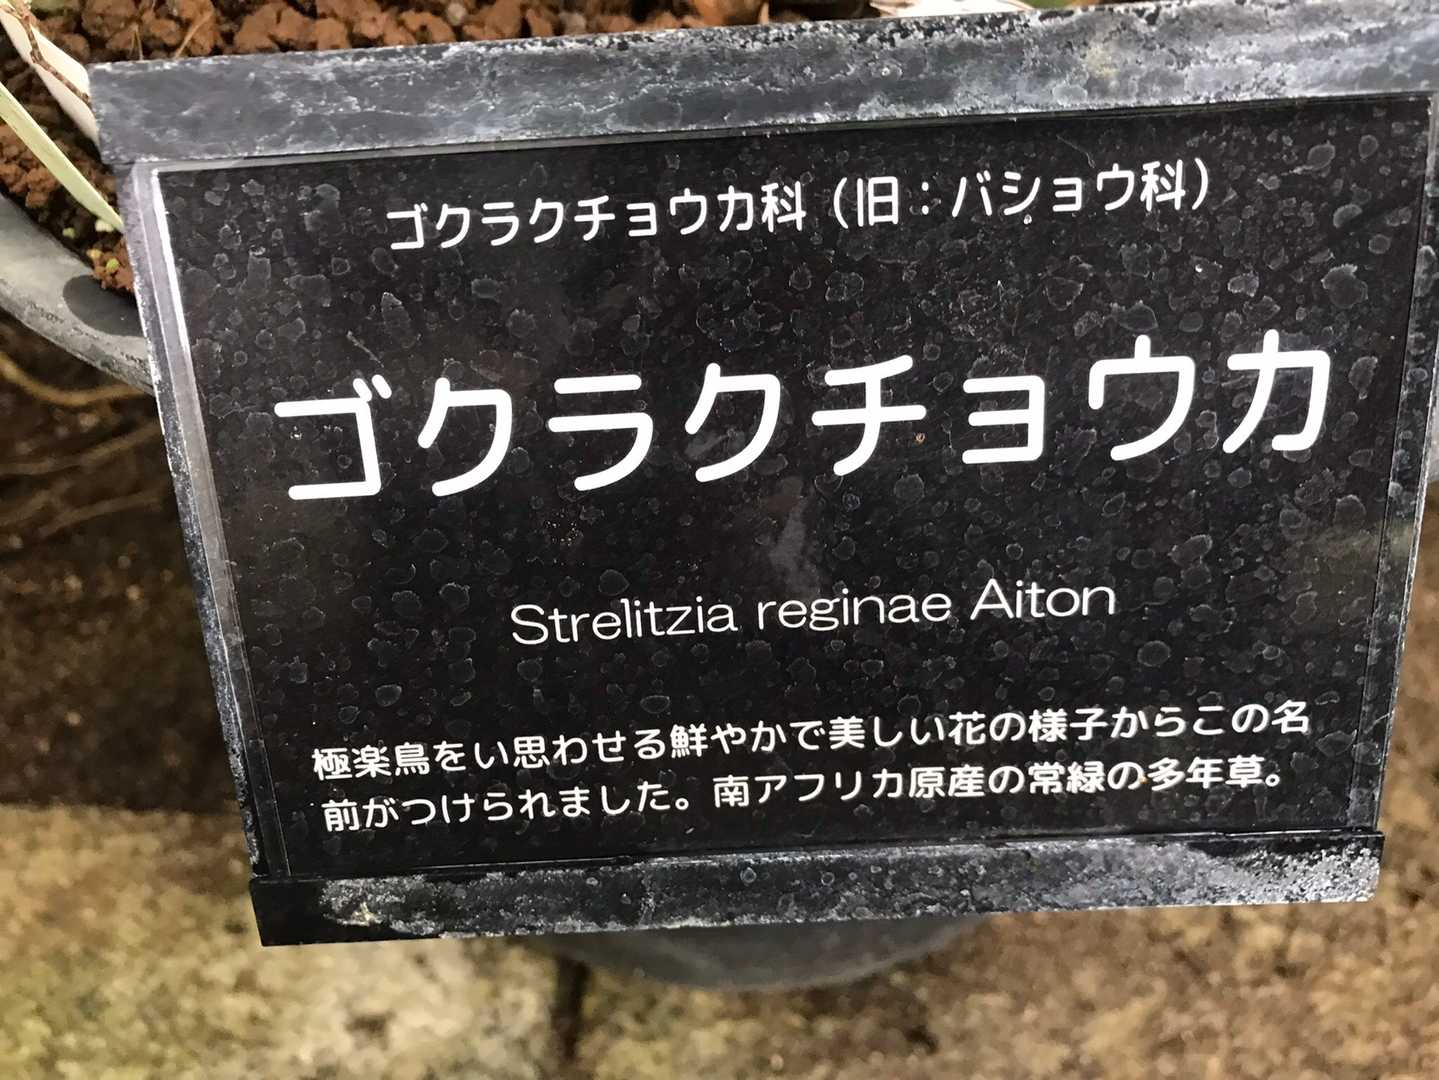 ゴクラクチョウカ科（旧：バショウ科）
ゴクラクチョウカ
Strelitzia reginae Aiton
極楽鳥をい思わせる鮮やかで美しい花の様子からこの名
前がつけられました。南アフリカ原産の常緑の多年草。